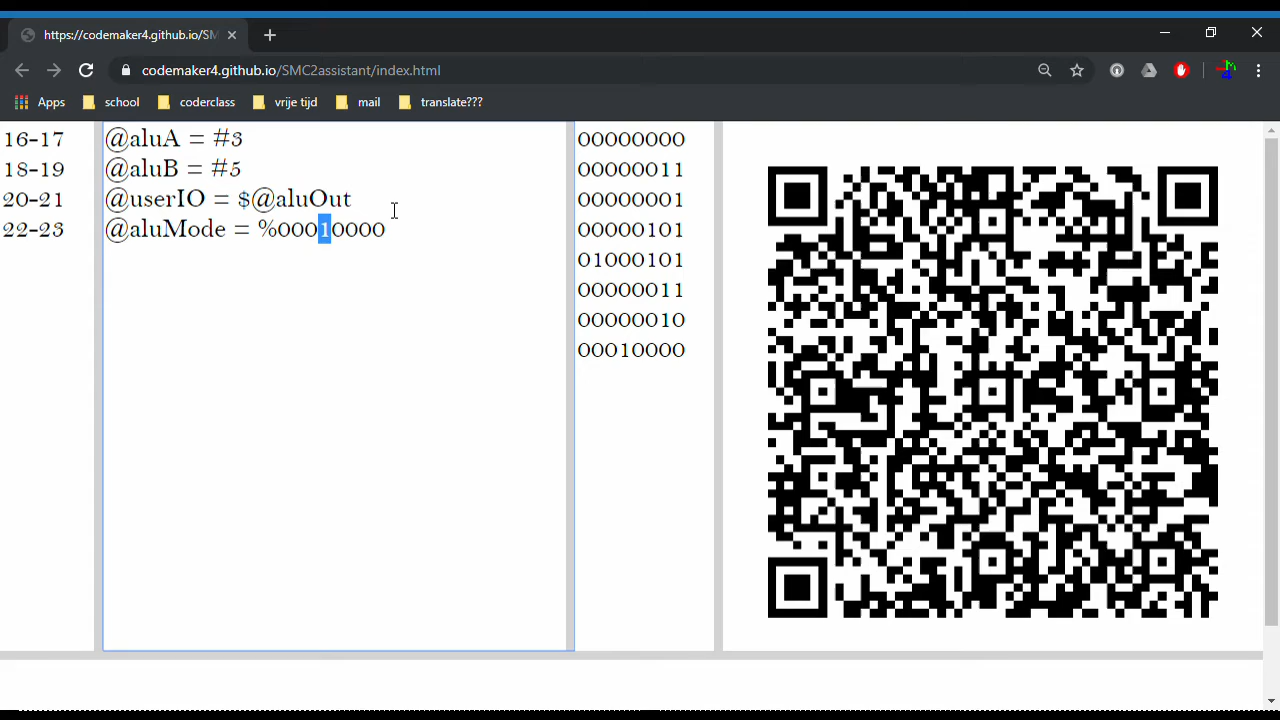 https://codemaker4.github.io/SM
codemaker4.github.io/SMC2assistant/index.html
Apps school coderclass vrije tijd mail translate???
16-17 @aluA = #3 00000000
18-19 @aluB = #5 00000011
20-21 @userIO = $@aluOut 00000001
22-23 @aluMode = %00010000 00000101
01000101
00000011
00000010
00010000